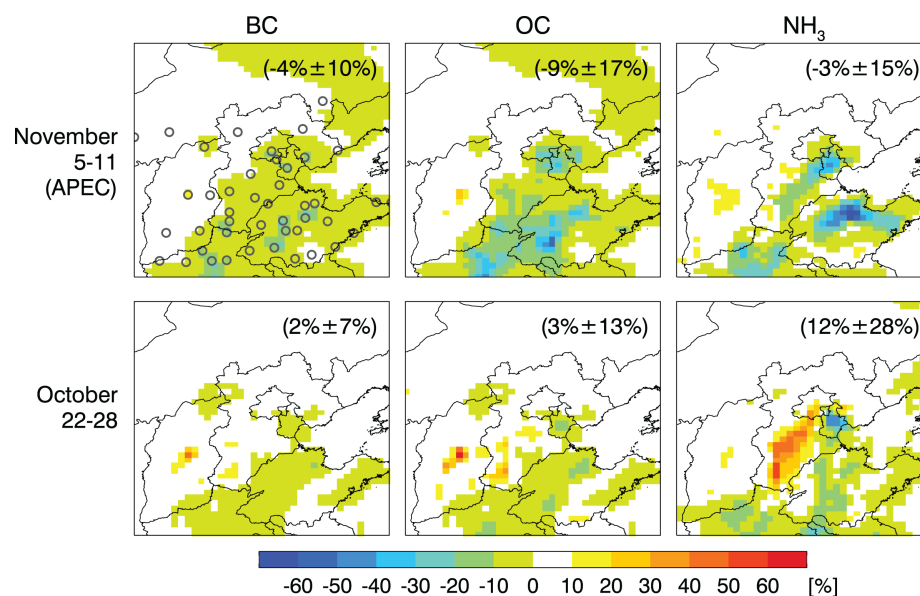 BC OC NH3
November
5-11
(APEC)
(-4%±10%) (-9%±17%) (-3%±15%)
October
22-28
(2%±7%) (3%±13%) (12%±28%)
-60 -50 -40 -30 -20 -10 0 10 20 30 40 50 60 [%]